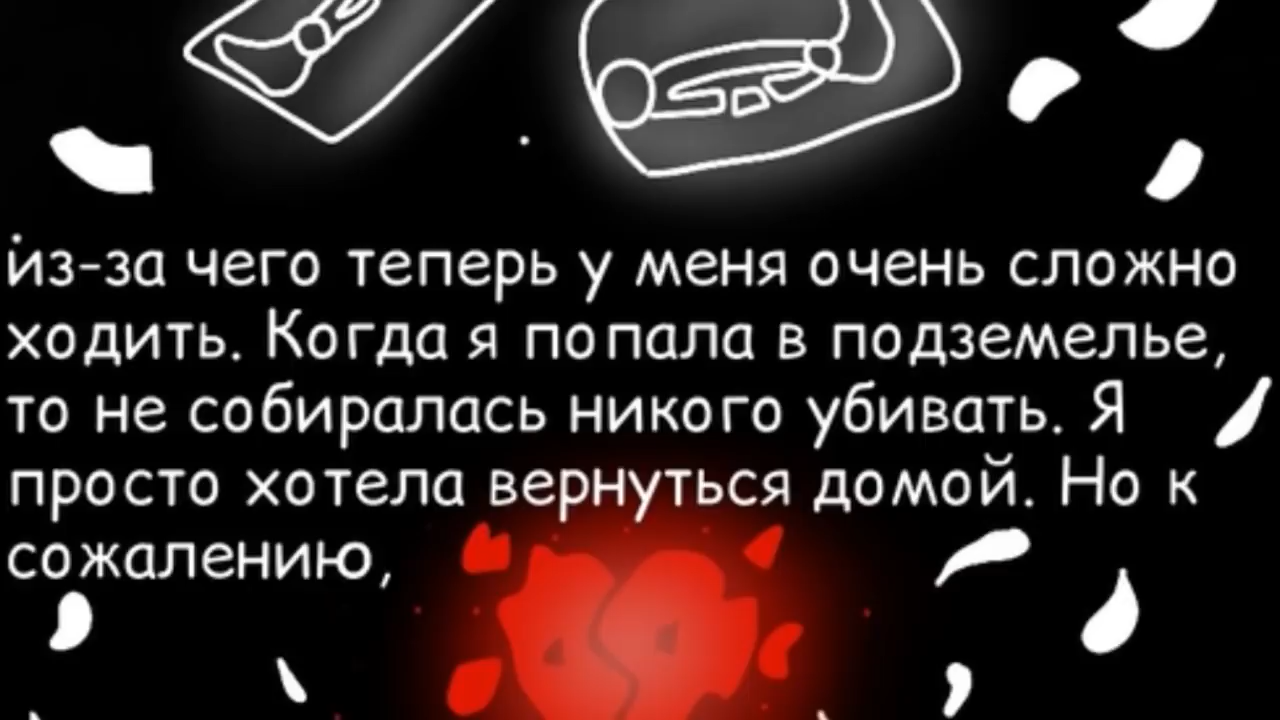 из-за чего теперь у меня очень сложно
ходить. Когда я попала в подземелье,
то не собиралась никого убивать. Я
просто хотела вернуться домой. Но к
сожалению,